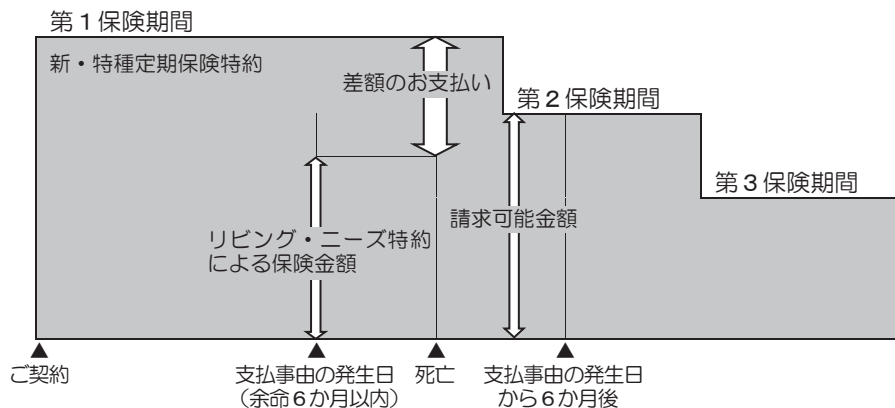 第1保険期間
新・特種定期保険特約
差額のお支払い
第2保険期間
第3保険期間
請求可能金額
リビング・ニーズ特約
による保険金額
ご契約
支払事由の発生日
（余命6か月以内）
死亡
支払事由の発生日
から6か月後